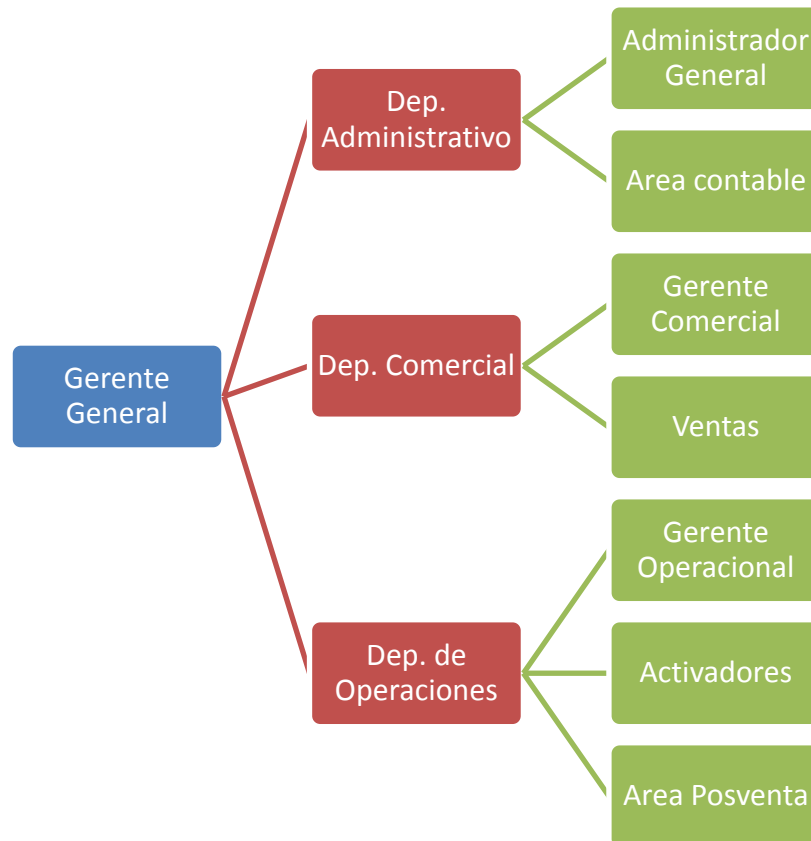 Gerente
General
Dep.
Administrativo
Administrador
General
Area contable
Dep. Comercial
Gerente
Comercial
Ventas
Dep. de
Operaciones
Gerente
Operacional
Activadores
Area Posventa